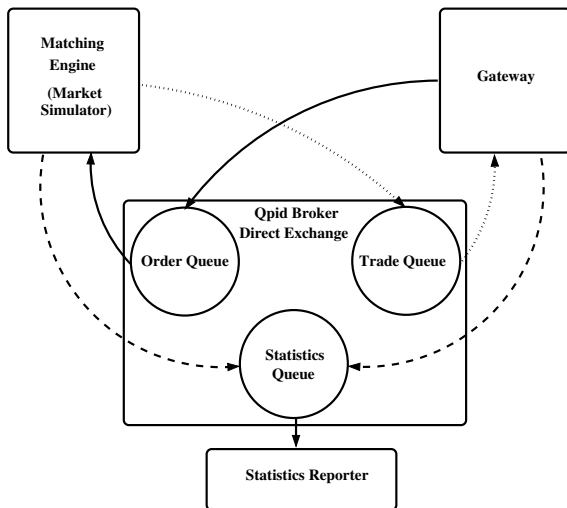 Matching
Engine
(Market
Simulator)
Gateway
Qpid Broker
Direct Exchange
Order Queue
Trade Queue
Statistics
Queue
Statistics Reporter